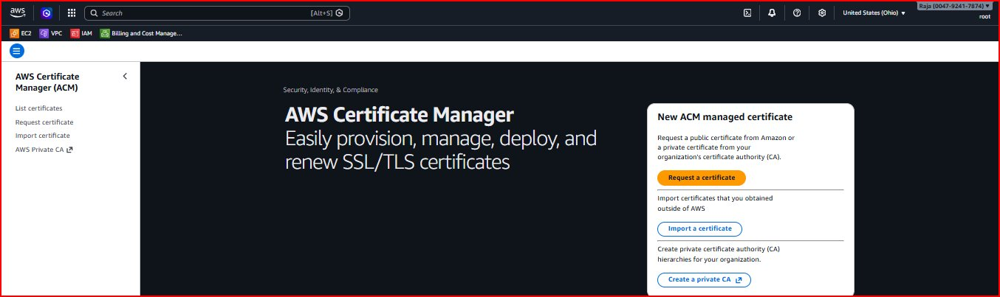 aws
Search
[Alt+S]
United States (Ohio)
Raja (0047-9241-7874)
root
EC2
VPC
IAM
Billing and Cost Manage...
AWS Certificate
Manager (ACM)
List certificates
Request certificate
Import certificate
AWS Private CA
Security, Identity, & Compliance
AWS Certificate Manager
Easily provision, manage, deploy, and
renew SSL/TLS certificates
New ACM managed certificate
Request a public certificate from Amazon or
a private certificate from your
organization's certificate authority (CA).
Request a certificate
Import certificates that you obtained
outside of AWS
Import a certificate
Create private certificate authority (CA)
hierarchies for your organization.
Create a private CA